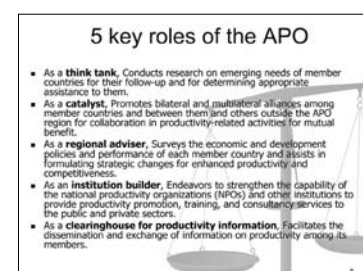 5 key roles of the APO
As a think tank, Conducts research on emerging needs of member
countries for their follow-up and for determining appropriate
assistance to them.
As a catalyst, Promotes bilateral and multilateral alliances among
member countries and between them and others outside the APO
region for collaboration in productivity-related activities for mutual
benefit.
As a regional adviser, Surveys the economic and development
policies and performance of each member country and assists in
formulating strategic changes for enhanced productivity and
competitiveness.
As an institution builder, Endeavors to strengthen the capability of
the national productivity organizations (NPOs) and other institutions to
provide productivity promotion, training, and consultancy services to
the public and private sectors.
As a clearinghouse for productivity information, Facilitates the
dissemination and exchange of information on productivity among its
members.